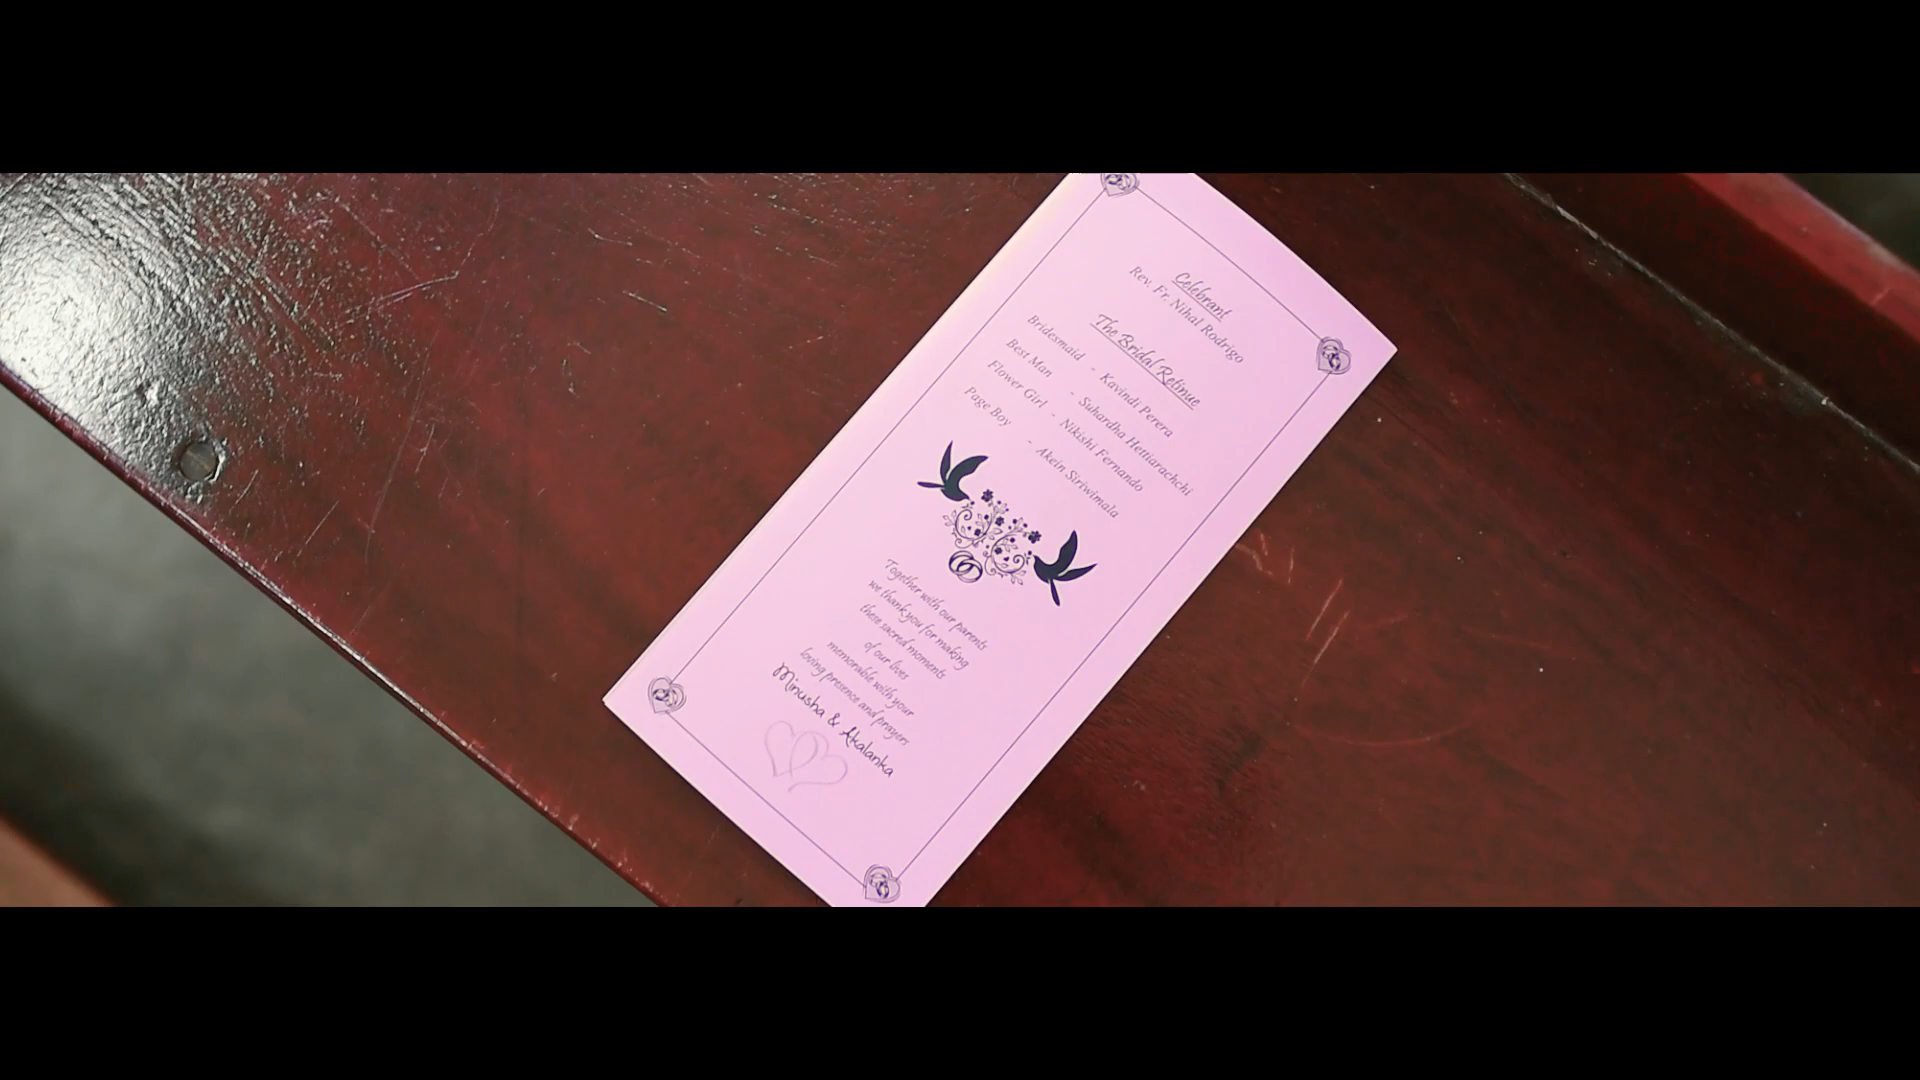 Celebrant
Rev. Fr. Nihal Rodrigo
The Bridal Retinue
Bridesmaid - Kavindi Perera
Best Man - Suhardha Hettiarachchi
Flower Girl - Nikishi Fernando
Page Boy - Akein Siriwimala
Together with our parents
we thank you for making
these sacred moments
of our lives
memorable with your
loving presence and prayers
Minusha & Akalanka